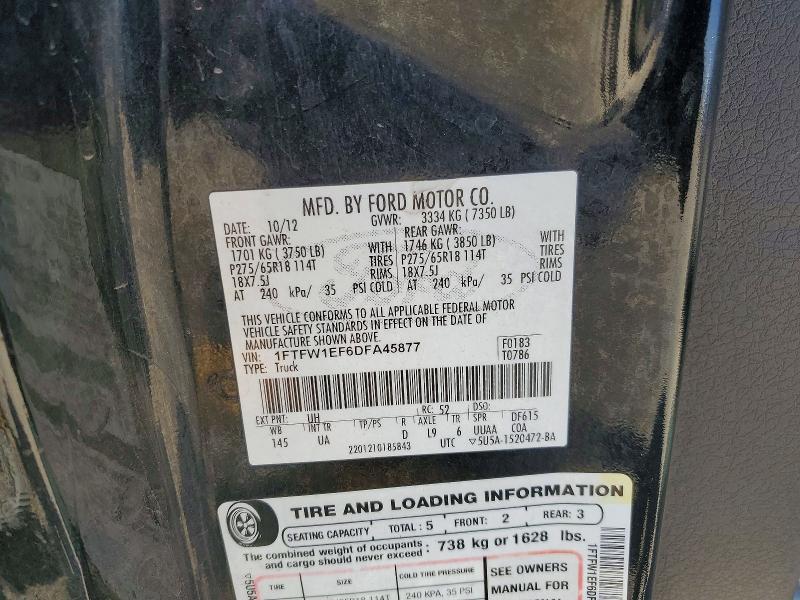 MFD. BY FORD MOTOR CO.
DATE: 10/12 GVWR: 3334 KG ( 7350 LB)
FRONT GAWR: REAR GAWR:
1701 KG ( 3750 LB) WITH 1746 KG ( 3850 LB) WITH
P275/65R18 114T TIRES P275/65R18 114T TIRES
18X7.5J RIMS 18X7.5J RIMS
AT 240 kPa/ 35 PSI COLD AT 240 kPa/ 35 PSI COLD
THIS VEHICLE CONFORMS TO ALL APPLICABLE FEDERAL MOTOR
VEHICLE SAFETY STANDARDS IN EFFECT ON THE DATE OF
MANUFACTURE SHOWN ABOVE.
VIN: 1FTFW1EF6DFA45877 F0183
TYPE: Truck T0786
EXT PNT: UH RC: 52 DSO:
WB INT TR TP/PS R AXLE TR SPR DF615
145 UA D L9 6 UUAA COA
2201210185843 UTC ▽5U5A-1520472-BA
TIRE AND LOADING INFORMATION
SEATING CAPACITY TOTAL: 5 FRONT: 2 REAR: 3
The combined weight of occupants and cargo should never exceed: 738 kg or 1628 lbs.
TIRE SIZE COLD TIRE PRESSURE SEE OWNERS
114T 240 KPA, 35 PSI MANUAL FOR